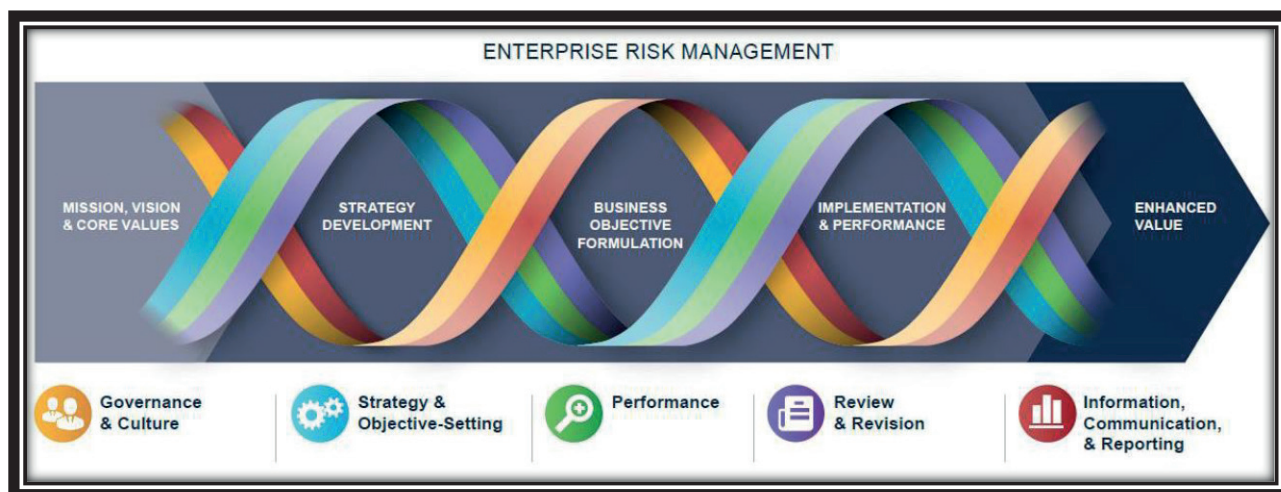 ENTERPRISE RISK MANAGEMENT
MISSION, VISION
& CORE VALUES
STRATEGY
DEVELOPMENT
BUSINESS
OBJECTIVE
FORMULATION
IMPLEMENTATION
& PERFORMANCE
ENHANCED
VALUE
Governance
& Culture
Strategy &
Objective-Setting
Performance
Review
& Revision
Information,
Communication,
& Reporting